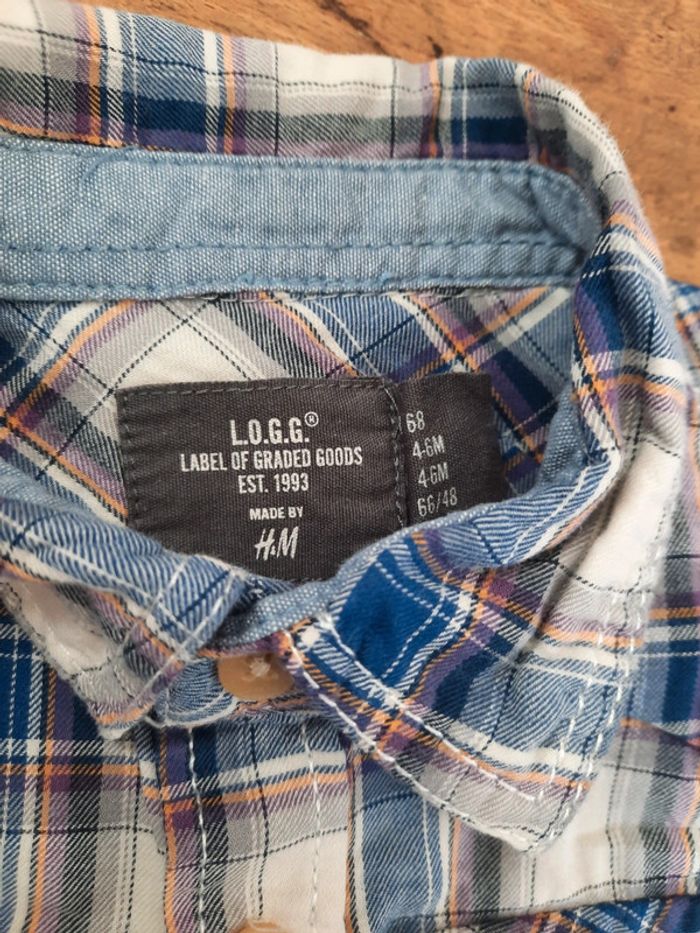 L.O.G.G.®
LABEL OF GRADED GOODS
EST. 1993
MADE BY
H&M
68
4-6M
4-6M
66/48